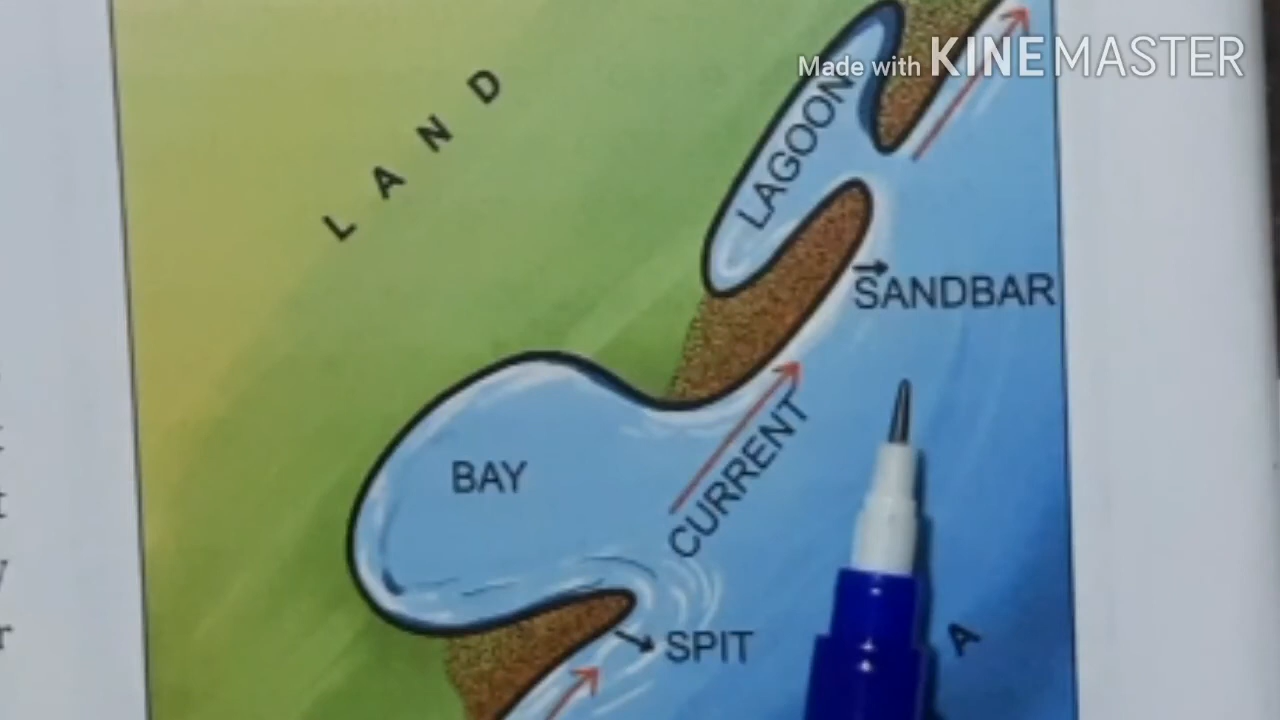 Made with KINEMASTER
LAND
LAGOON
SANDBAR
CURRENT
BAY
SPIT
A